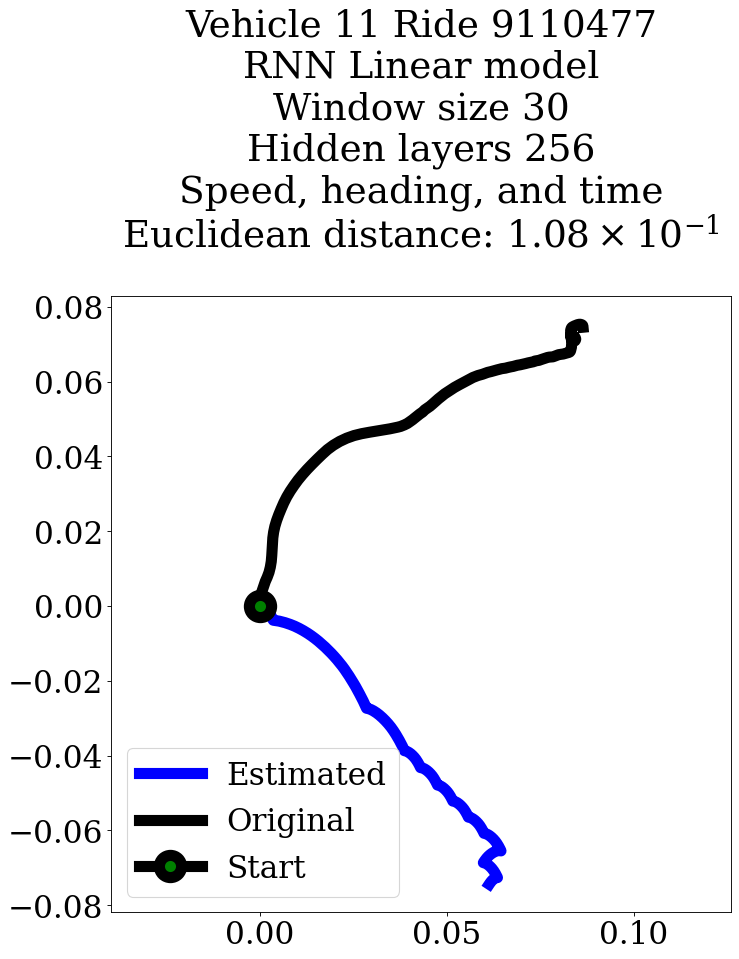 Vehicle 11 Ride 9110477
RNN Linear model
Window size 30
Hidden layers 256
Speed, heading, and time
Euclidean distance: 1.08 × 10⁻¹
0.08
0.06
0.04
0.02
0.00
−0.02
−0.04
−0.06
−0.08
Estimated
Original
Start
0.00 0.05 0.10